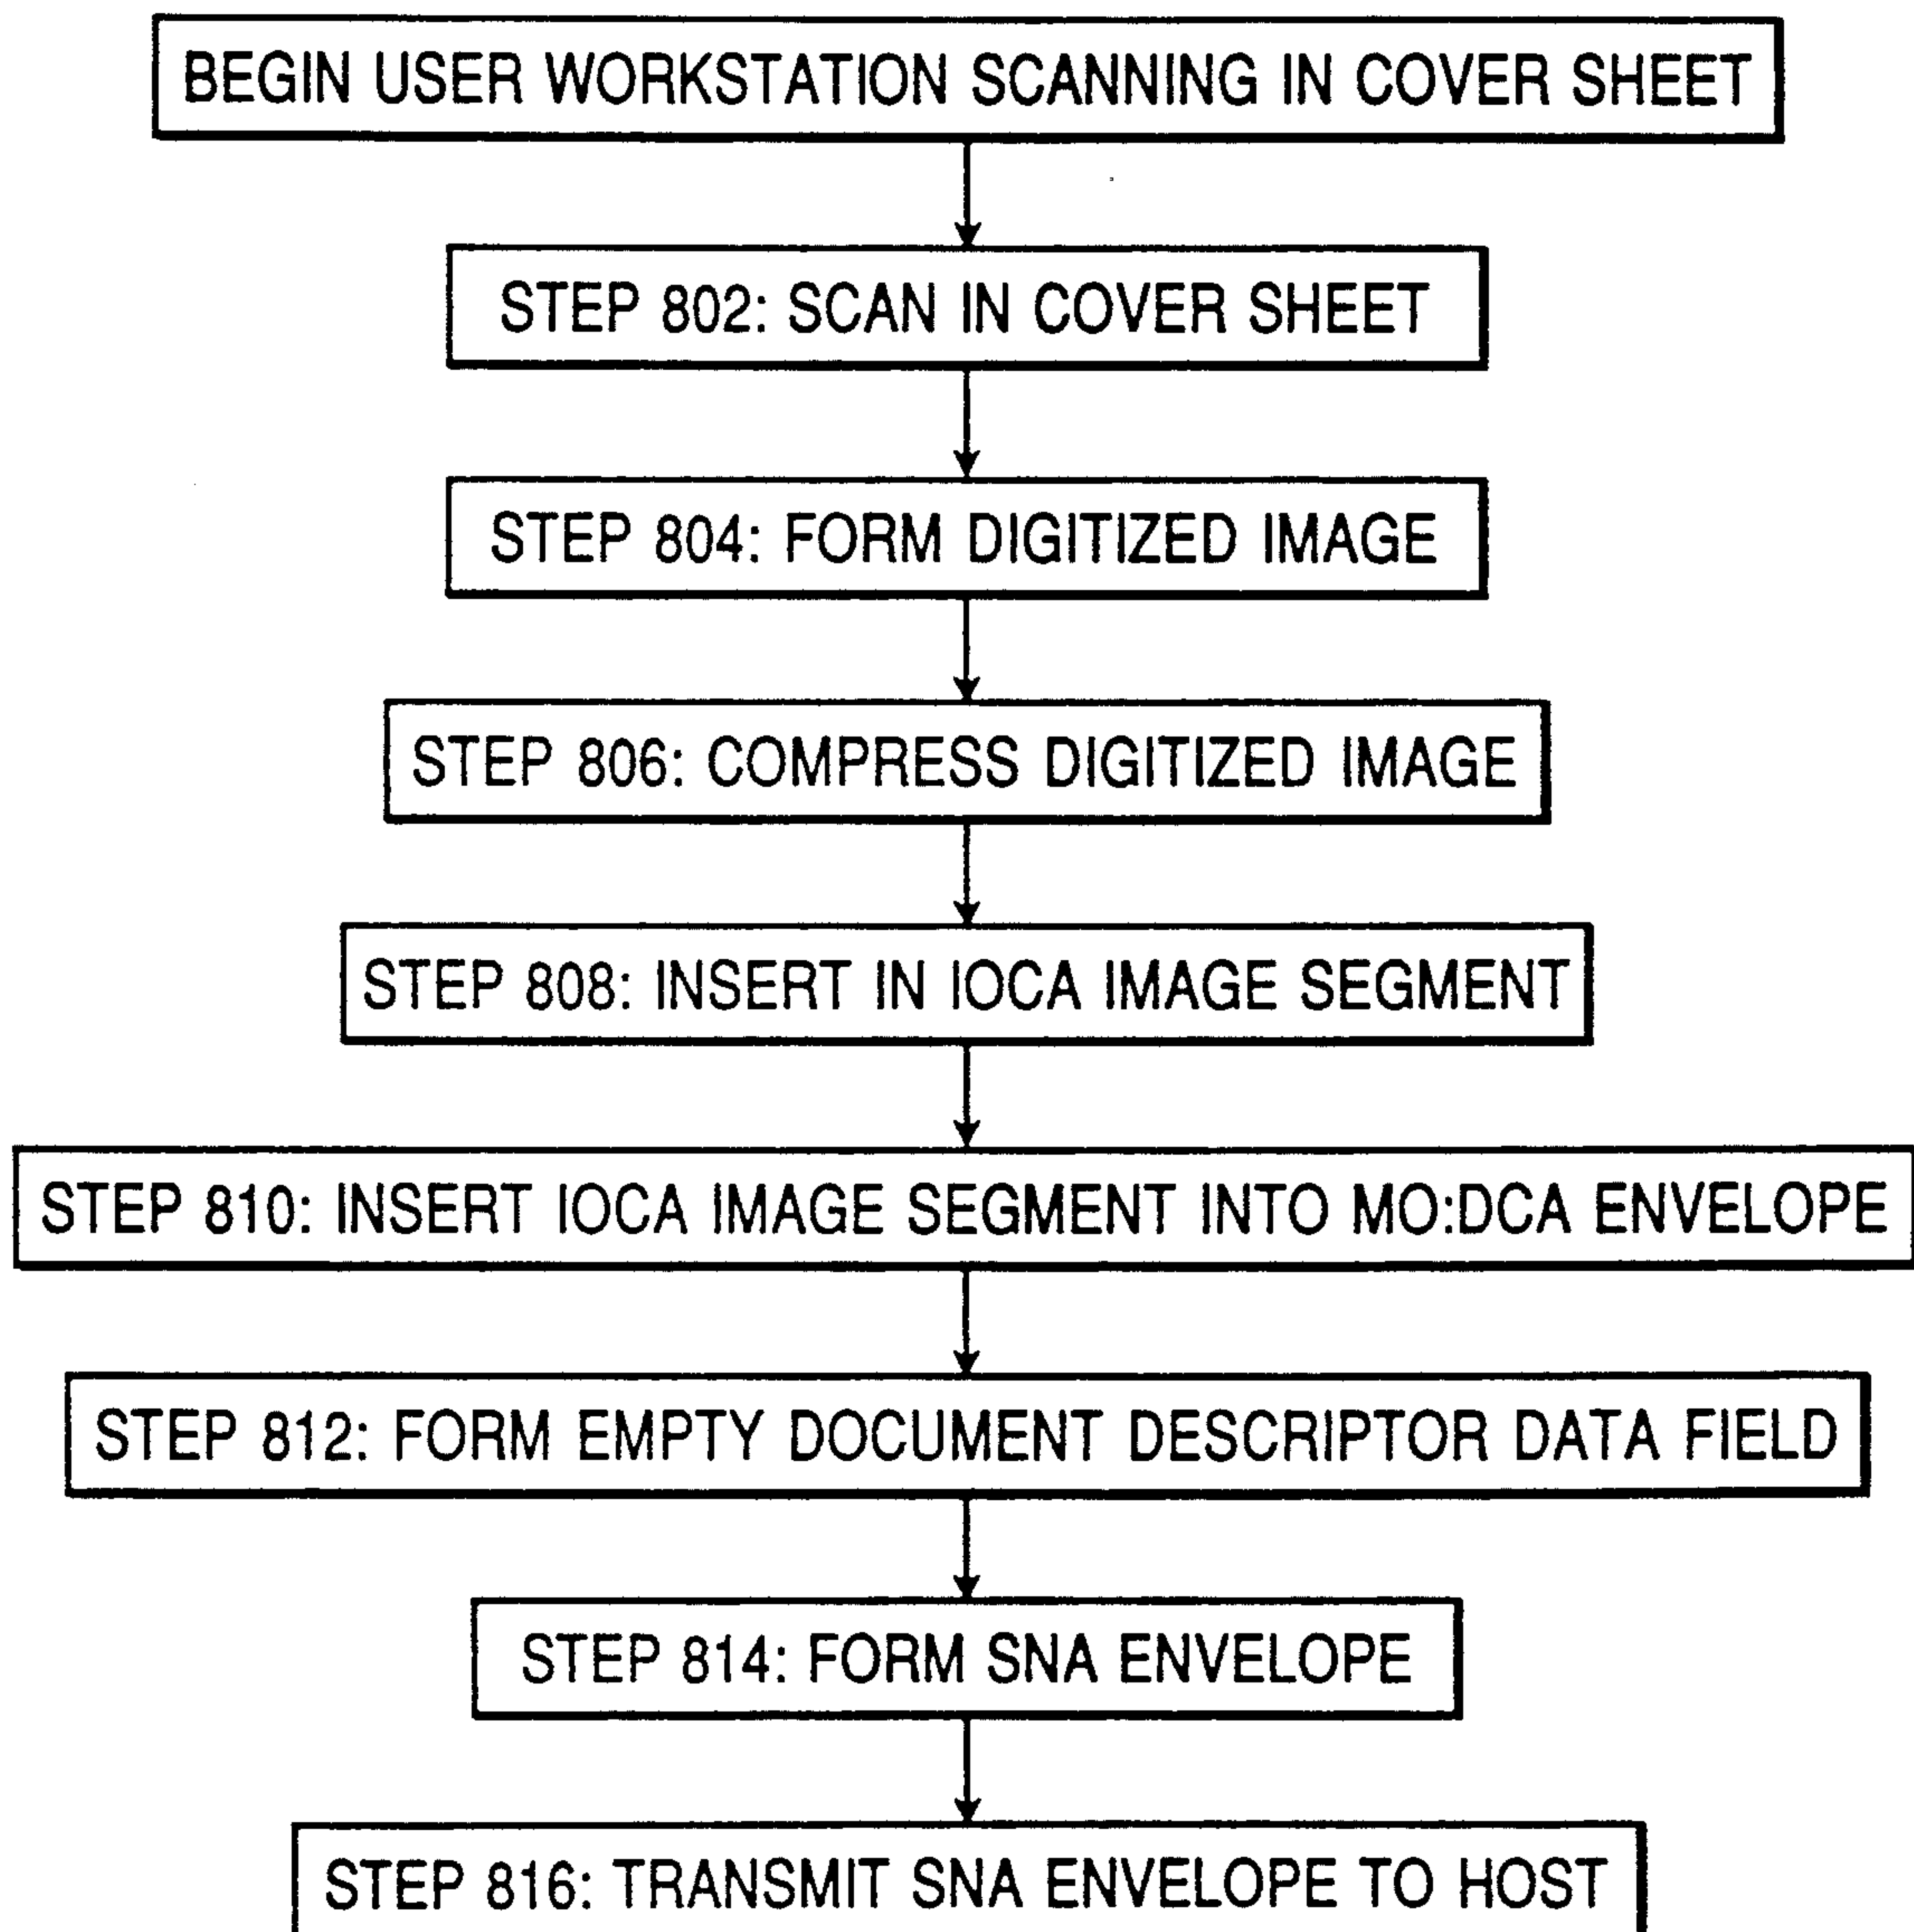 BEGIN USER WORKSTATION SCANNING IN COVER SHEET
STEP 802: SCAN IN COVER SHEET
STEP 804: FORM DIGITIZED IMAGE
STEP 806: COMPRESS DIGITIZED IMAGE
STEP 808: INSERT IN IOCA IMAGE SEGMENT
STEP 810: INSERT IOCA IMAGE SEGMENT INTO MO:DCA ENVELOPE
STEP 812: FORM EMPTY DOCUMENT DESCRIPTOR DATA FIELD
STEP 814: FORM SNA ENVELOPE
STEP 816: TRANSMIT SNA ENVELOPE TO HOST